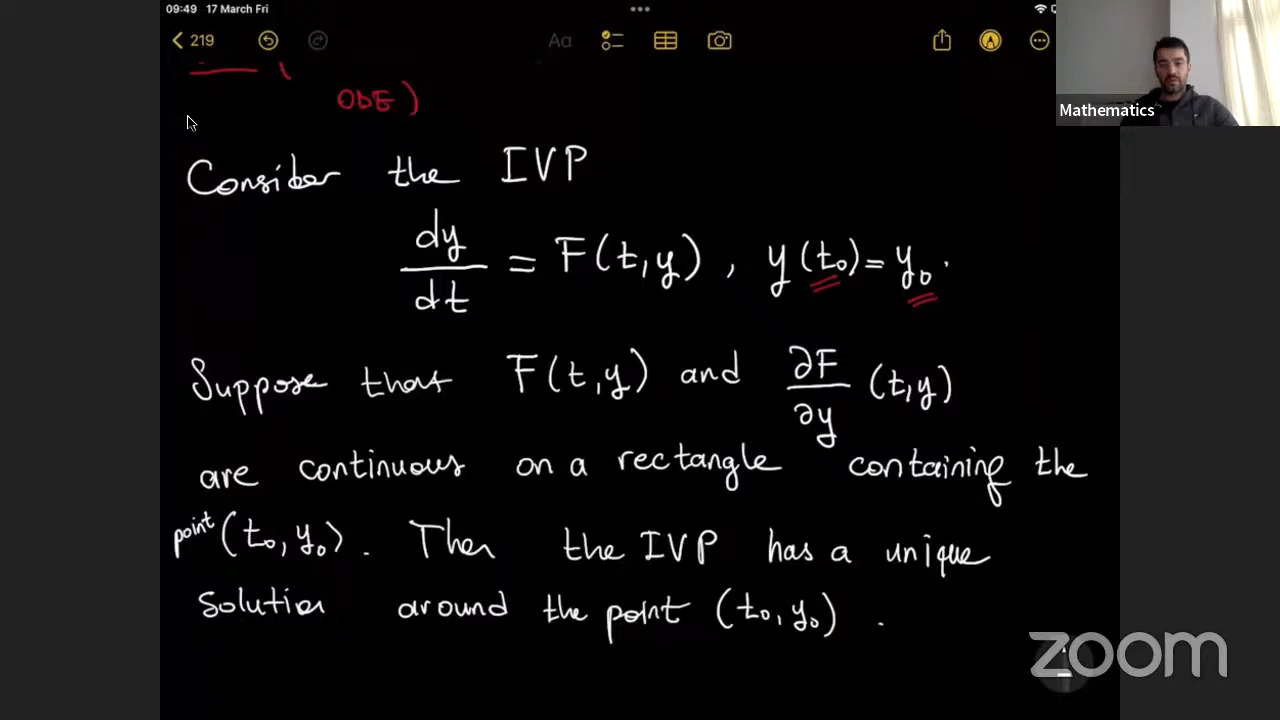 09:49 17 March Fri
219
Aa
Mathematics
ODE)
Consider the IVP
dy/dt = F(t,y), y(t₀)=y₀.
Suppose that F(t,y) and ∂F/∂y (t,y)
are continuous on a rectangle containing the
point (t₀,y₀). Then the IVP has a unique
solution around the point (t₀,y₀).
zoom